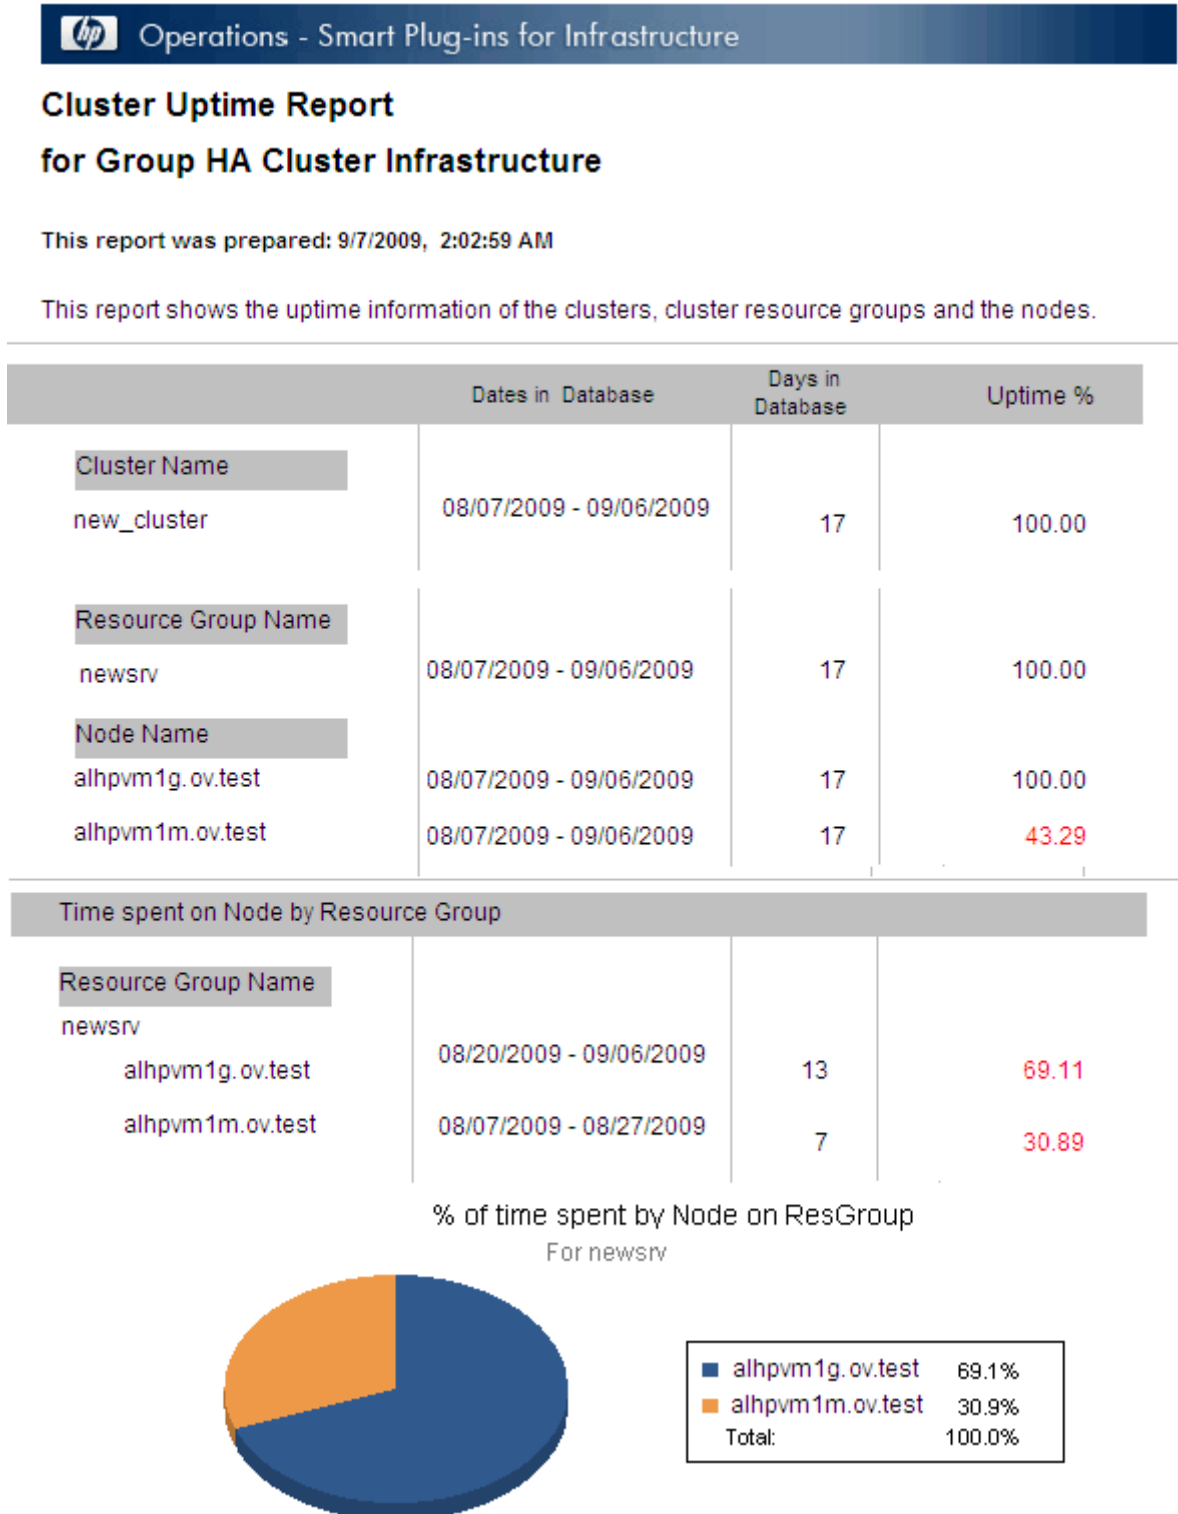 hp Operations - Smart Plug-ins for Infrastructure
Cluster Uptime Report
for Group HA Cluster Infrastructure
This report was prepared: 9/7/2009, 2:02:59 AM
This report shows the uptime information of the clusters, cluster resource groups and the nodes.
Dates in Database Days in Database Uptime %
Cluster Name
new_cluster 08/07/2009 - 09/06/2009 17 100.00
Resource Group Name
newsrv 08/07/2009 - 09/06/2009 17 100.00
Node Name
alhpvm1g.ov.test 08/07/2009 - 09/06/2009 17 100.00
alhpvm1m.ov.test 08/07/2009 - 09/06/2009 17 43.29
Time spent on Node by Resource Group
Resource Group Name
newsrv
alhpvm1g.ov.test 08/20/2009 - 09/06/2009 13 69.11
alhpvm1m.ov.test 08/07/2009 - 08/27/2009 7 30.89
% of time spent by Node on ResGroup
For newsrv
alhpvm1g.ov.test 69.1%
alhpvm1m.ov.test 30.9%
Total: 100.0%